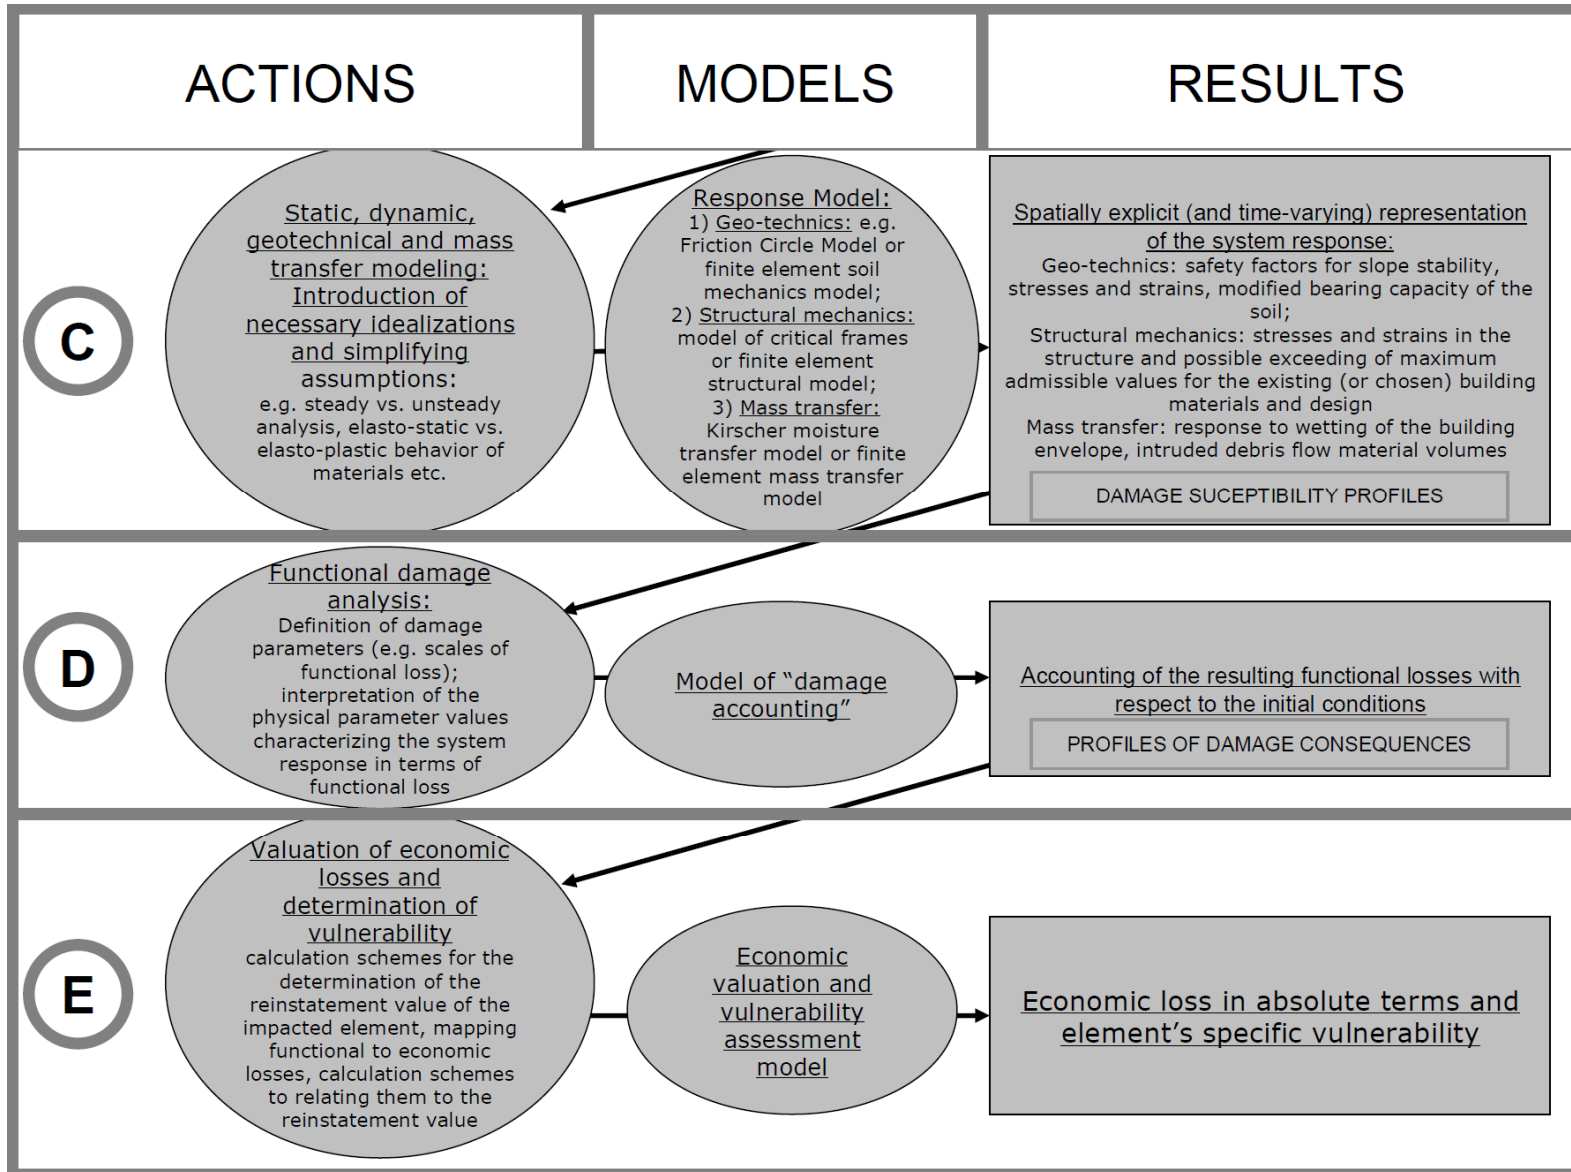 ACTIONS
MODELS
RESULTS
C
Static, dynamic,
geotechnical and mass
transfer modeling:
Introduction of
necessary idealizations
and simplifying
assumptions:
e.g. steady vs. unsteady
analysis, elasto-static vs.
elasto-plastic behavior of
materials etc.
Response Model:
1) Geo-technics: e.g.
Friction Circle Model or
finite element soil
mechanics model;
2) Structural mechanics:
model of critical frames
or finite element
structural model;
3) Mass transfer:
Kirscher moisture
transfer model or finite
element mass transfer
model
Spatially explicit (and time-varying) representation
of the system response:
Geo-technics: safety factors for slope stability,
stresses and strains, modified bearing capacity of the
soil;
Structural mechanics: stresses and strains in the
structure and possible exceeding of maximum
admissible values for the existing (or chosen) building
materials and design
Mass transfer: response to wetting of the building
envelope, intruded debris flow material volumes
DAMAGE SUCEPTIBILITY PROFILES
D
Functional damage
analysis:
Definition of damage
parameters (e.g. scales of
functional loss);
interpretation of the
physical parameter values
characterizing the system
response in terms of
functional loss
Model of “damage
accounting”
Accounting of the resulting functional losses with
respect to the initial conditions
PROFILES OF DAMAGE CONSEQUENCES
E
Valuation of economic
losses and
determination of
vulnerability
calculation schemes for the
determination of the
reinstatement value of the
impacted element, mapping
functional to economic
losses, calculation schemes
to relating them to the
reinstatement value
Economic
valuation and
vulnerability
assessment
model
Economic loss in absolute terms and
element’s specific vulnerability